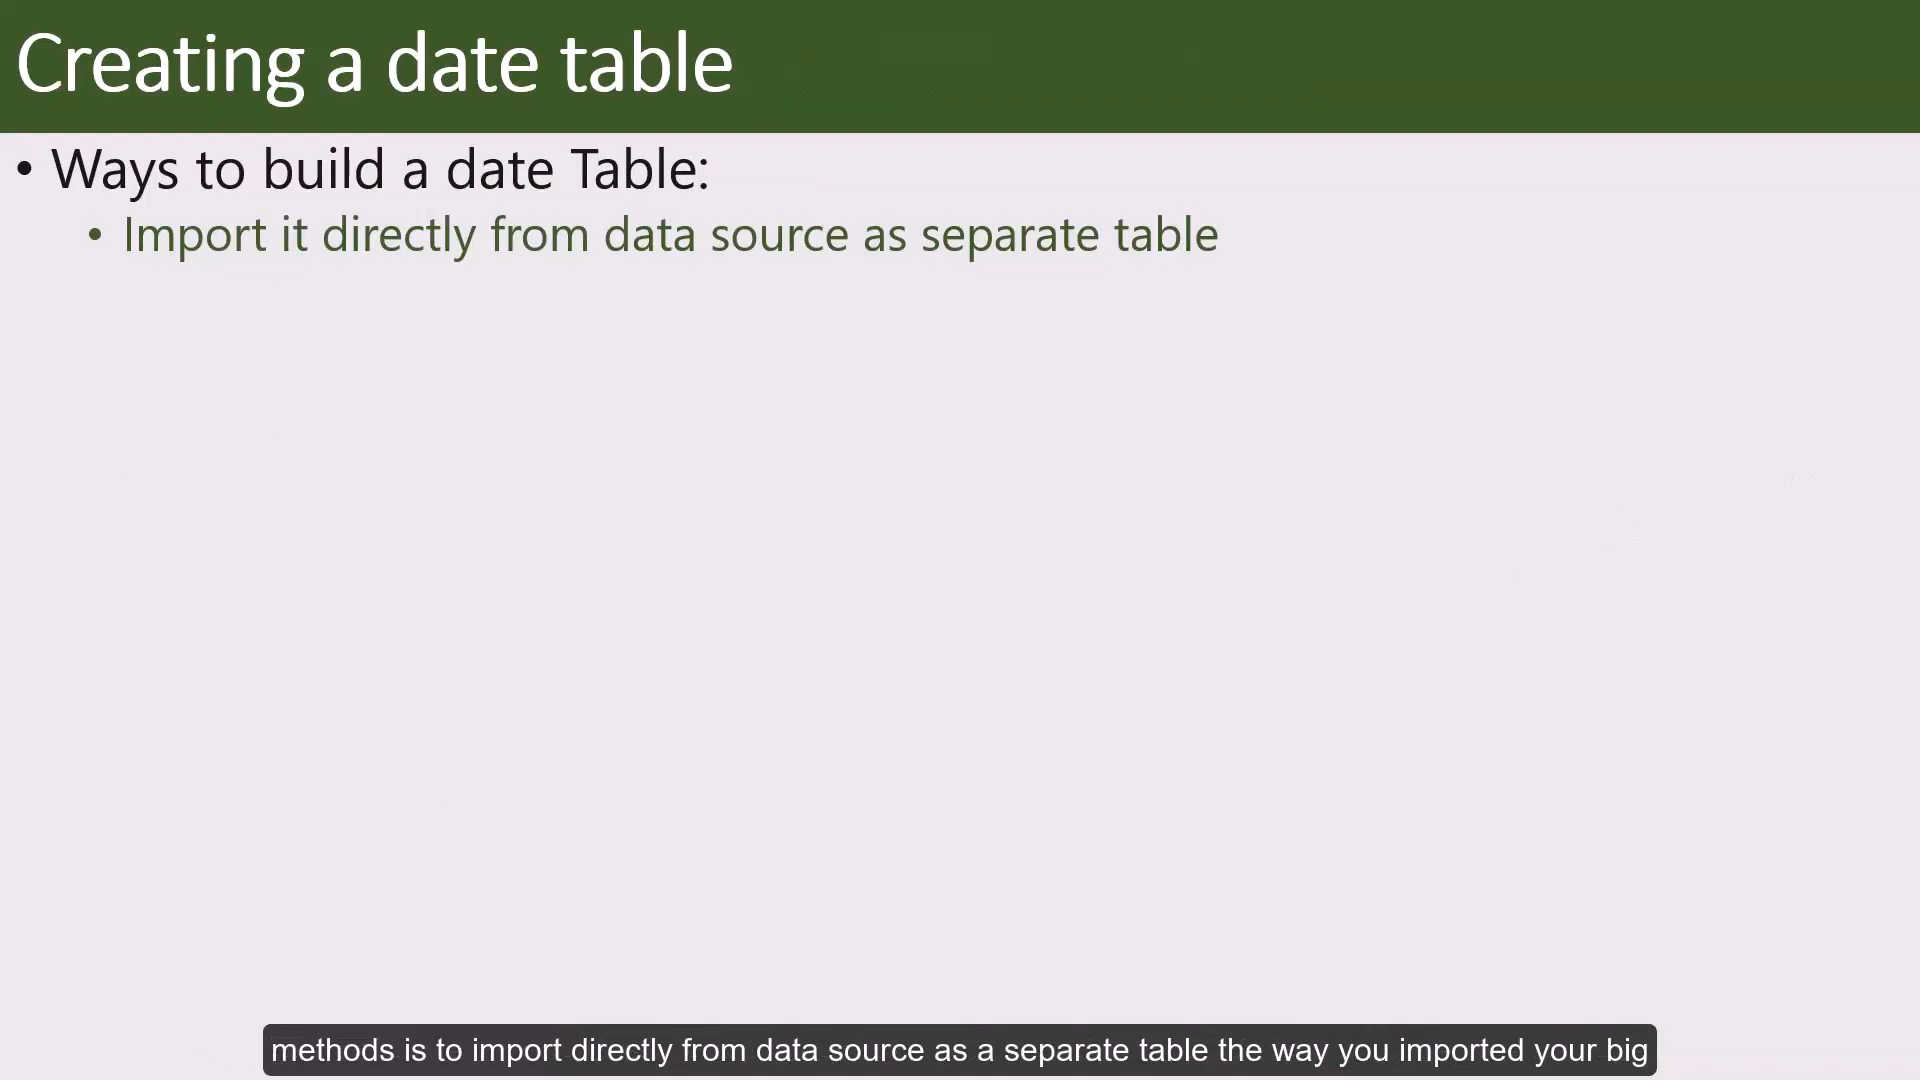 Creating a date table
• Ways to build a date Table:
• Import it directly from data source as separate table
methods is to import directly from data source as a separate table the way you imported your big